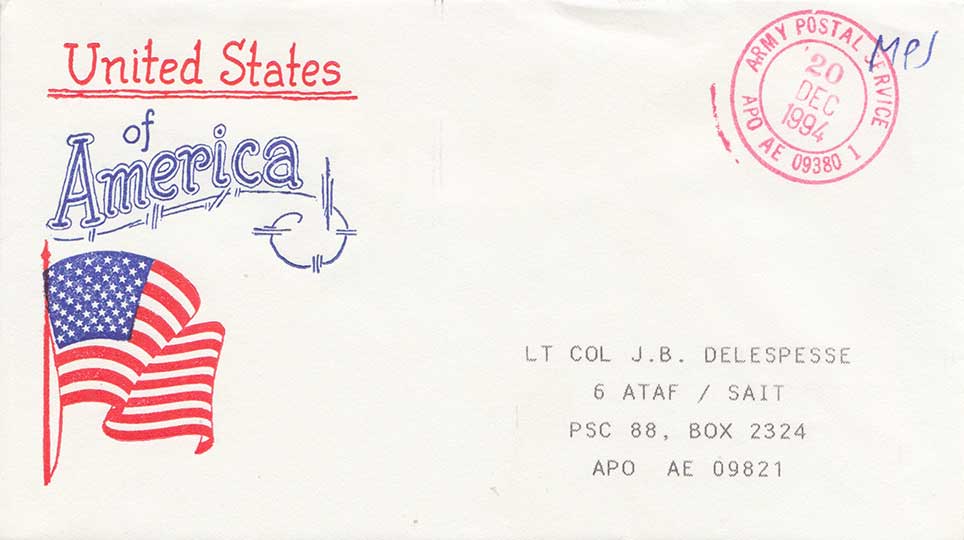 United States
of
America
ARMY POSTAL SERVICE
20
DEC
1994
APO AE 09380 1
MPS
LT COL J.B. DELESPESSE
6 ATAF / SAIT
PSC 88, BOX 2324
APO AE 09821